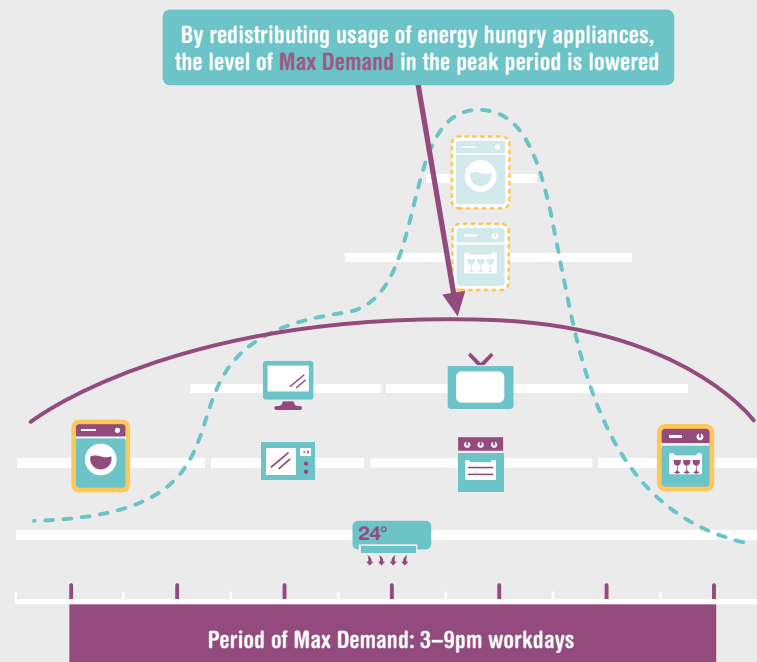 By redistributing usage of energy hungry appliances,
the level of Max Demand in the peak period is lowered
24°
Period of Max Demand: 3–9pm workdays